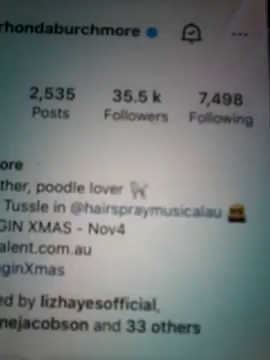 rhondaburchmore
2,535 35.5 k 7,498
Posts Followers Following
ore
ther, poodle lover 🐩
Tussle in @hairspraymusicalau
GIN XMAS - Nov4
alent.com.au
ginXmas
ed by lizhayesofficial,
nejacobson and 33 others